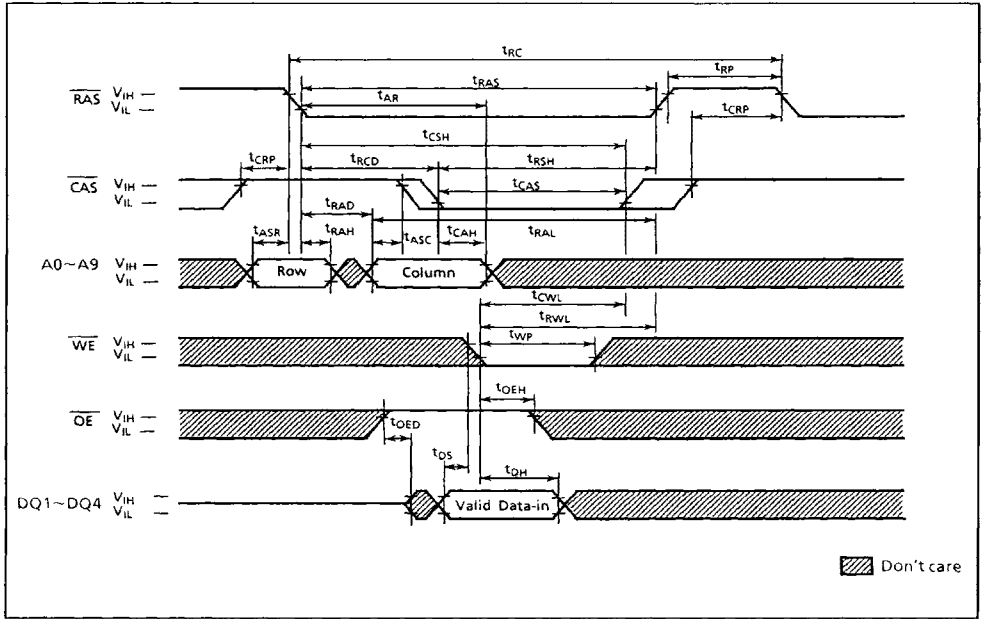 tRC
tRP
tRAS
RAS VIH
VIL
tAR
tCRP
tCSH
tCRP
tRCD
tRSH
CAS VIH
VIL
tCAS
tRAD
tRAL
tASR
tRAH
tASC
tCAH
A0~A9 VIH
VIL
Row
Column
tCWL
tRWL
WE VIH
VIL
tWP
tOEH
OE VIH
VIL
tOED
tDS
tDH
DQ1~DQ4 VIH
VIL
Valid Data-in
Don't care